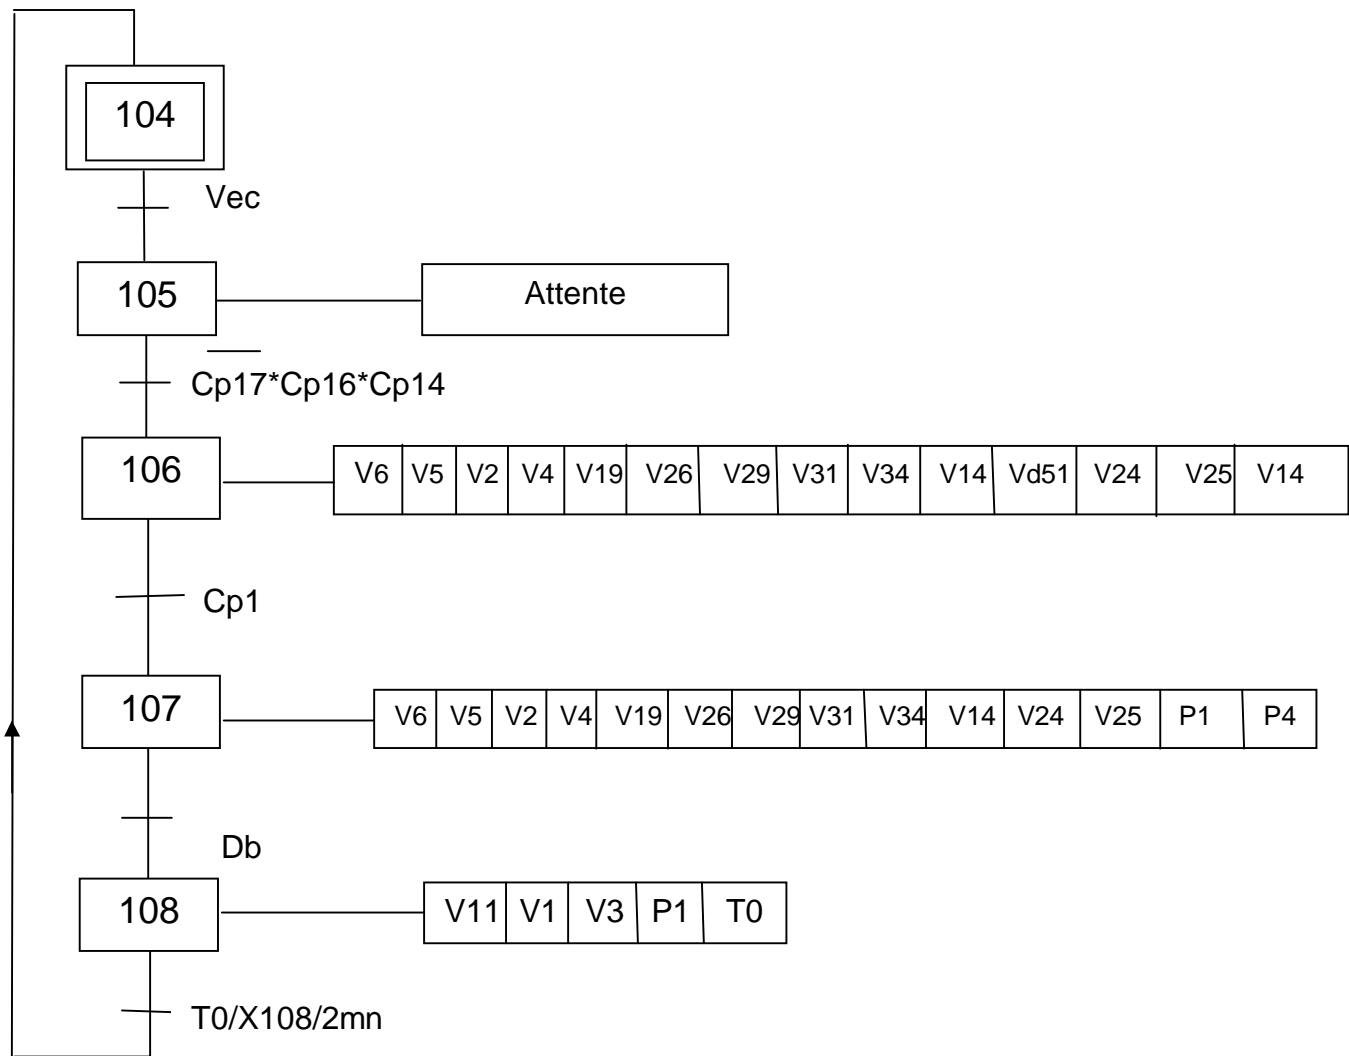 104
Vec
105 Attente
C̅p̅1̅7̅*Cp16*Cp14
106 V6 V5 V2 V4 V19 V26 V29 V31 V34 V14 Vd51 V24 V25 V14
Cp1
107 V6 V5 V2 V4 V19 V26 V29 V31 V34 V14 V24 V25 P1 P4
Db
108 V11 V1 V3 P1 T0
T0/X108/2mn